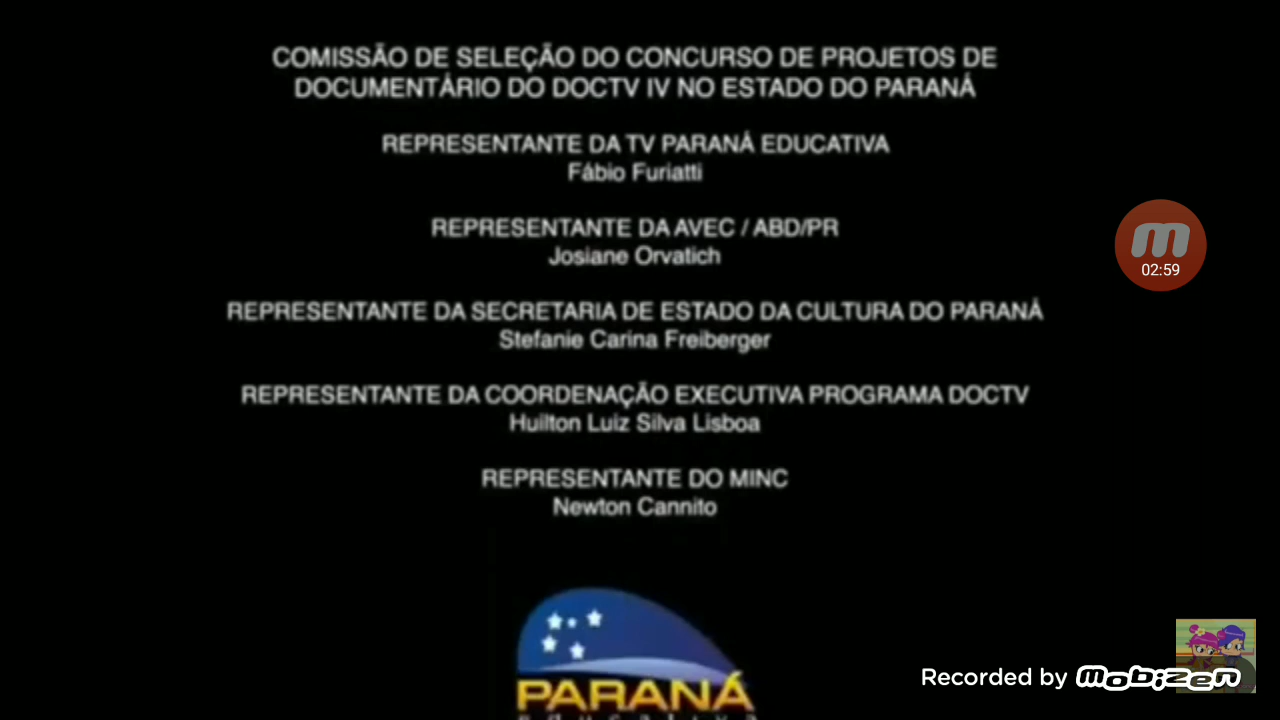 COMISSÃO DE SELEÇÃO DO CONCURSO DE PROJETOS DE
DOCUMENTÁRIO DO DOCTV IV NO ESTADO DO PARANÁ
REPRESENTANTE DA TV PARANÁ EDUCATIVA
Fábio Furiatti
REPRESENTANTE DA AVEC / ABD/PR
Josiane Orvatich
REPRESENTANTE DA SECRETARIA DE ESTADO DA CULTURA DO PARANÁ
Stefanie Carina Freiberger
REPRESENTANTE DA COORDENAÇÃO EXECUTIVA PROGRAMA DOCTV
Huilton Luiz Silva Lisboa
REPRESENTANTE DO MINC
Newton Cannito
PARANÁ
m
02:59
Recorded by mobizen